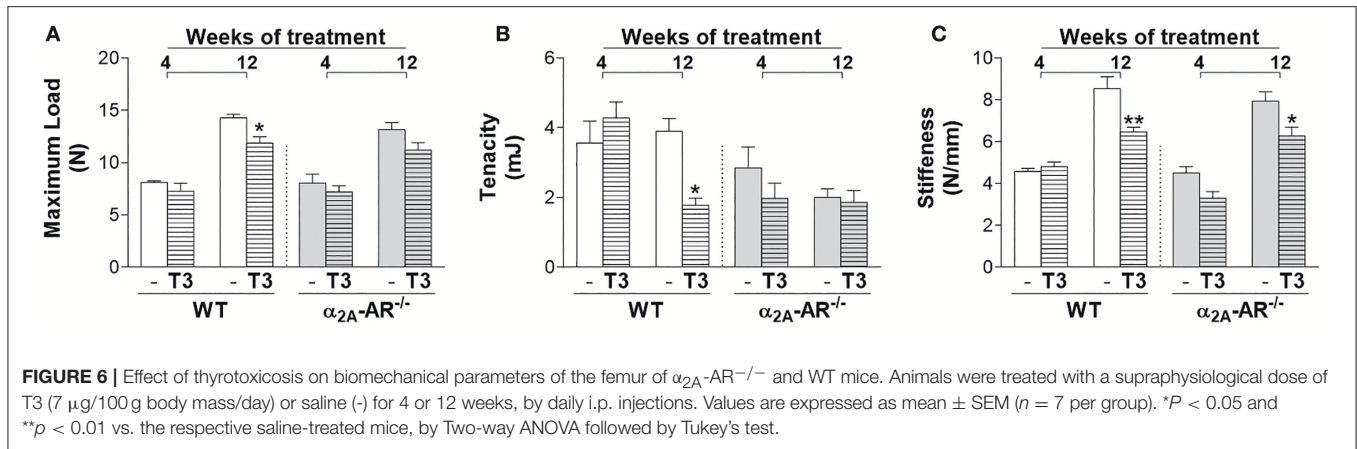 A
Weeks of treatment
4 12 4 12
Maximum Load
(N)
20
15
10
5
0
- T3 - T3 - T3 - T3
WT α2A-AR-/-
B
Weeks of treatment
4 12 4 12
Tenacity
(mJ)
6
4
2
0
- T3 - T3 - T3 - T3
WT α2A-AR-/-
C
Weeks of treatment
4 12 4 12
Stiffeness
(N/mm)
10
8
6
4
2
0
- T3 - T3 - T3 - T3
WT α2A-AR-/-
*
*
**
*
FIGURE 6 | Effect of thyrotoxicosis on biomechanical parameters of the femur of α2A-AR−/− and WT mice. Animals were treated with a supraphysiological dose of
T3 (7 μg/100 g body mass/day) or saline (-) for 4 or 12 weeks, by daily i.p. injections. Values are expressed as mean ± SEM (n = 7 per group). *P < 0.05 and
**p < 0.01 vs. the respective saline-treated mice, by Two-way ANOVA followed by Tukey's test.